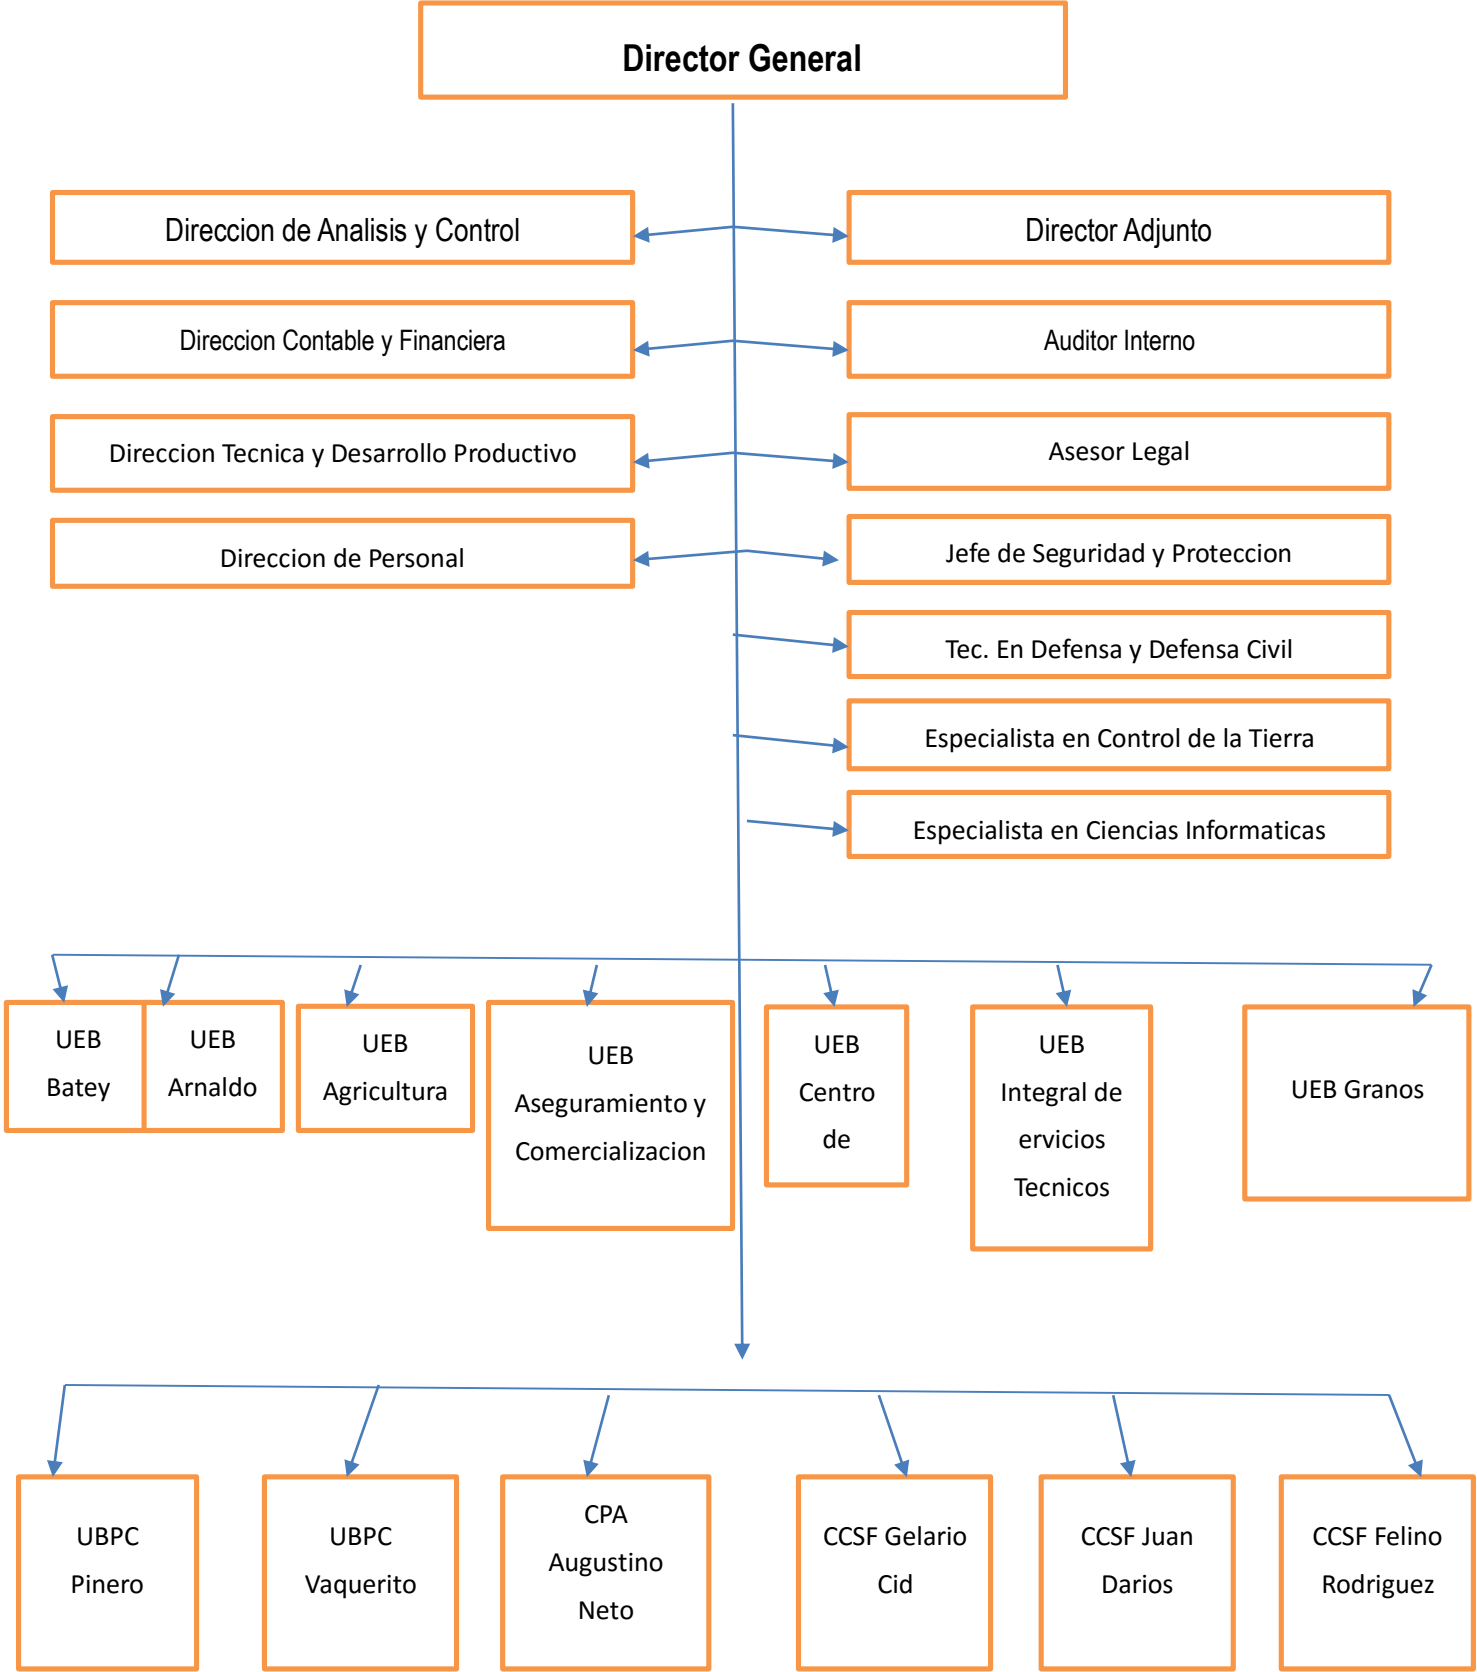 Director General
Direccion de Analisis y Control
Director Adjunto
Direccion Contable y Financiera
Auditor Interno
Direccion Tecnica y Desarrollo Productivo
Asesor Legal
Direccion de Personal
Jefe de Seguridad y Proteccion
Tec. En Defensa y Defensa Civil
Especialista en Control de la Tierra
Especialista en Ciencias Informaticas
UEB
Batey
UEB
Arnaldo
UEB
Agricultura
UEB
Aseguramiento y
Comercializacion
UEB
Centro
de
UEB
Integral de
ervicios
Tecnicos
UEB Granos
UBPC
Pinero
UBPC
Vaquerito
CPA
Augustino
Neto
CCSF Gelario
Cid
CCSF Juan
Darios
CCSF Felino
Rodriguez